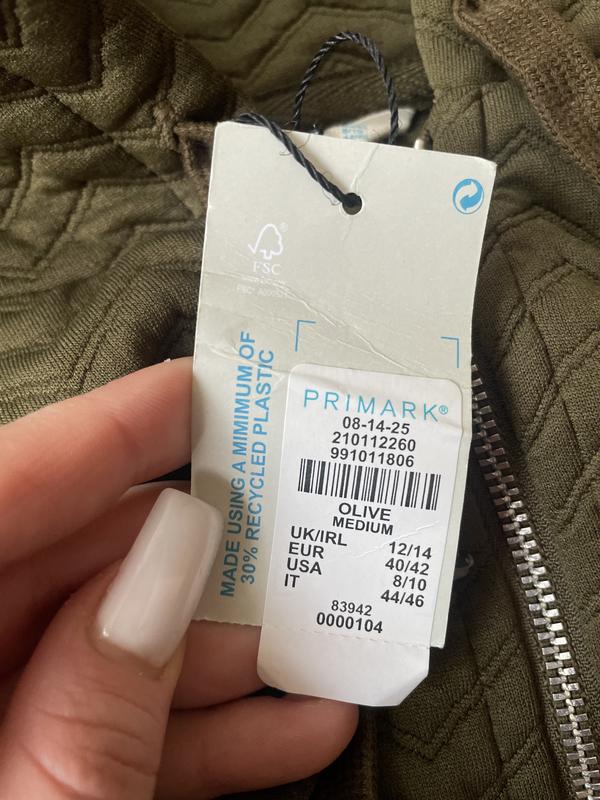 FSC
MADE USING A MIMIMUM OF
30% RECYCLED PLASTIC
PRIMARK®
08-14-25
210112260
991011806
OLIVE
MEDIUM
UK/IRL 12/14
EUR 40/42
USA 8/10
IT 44/46
83942
0000104